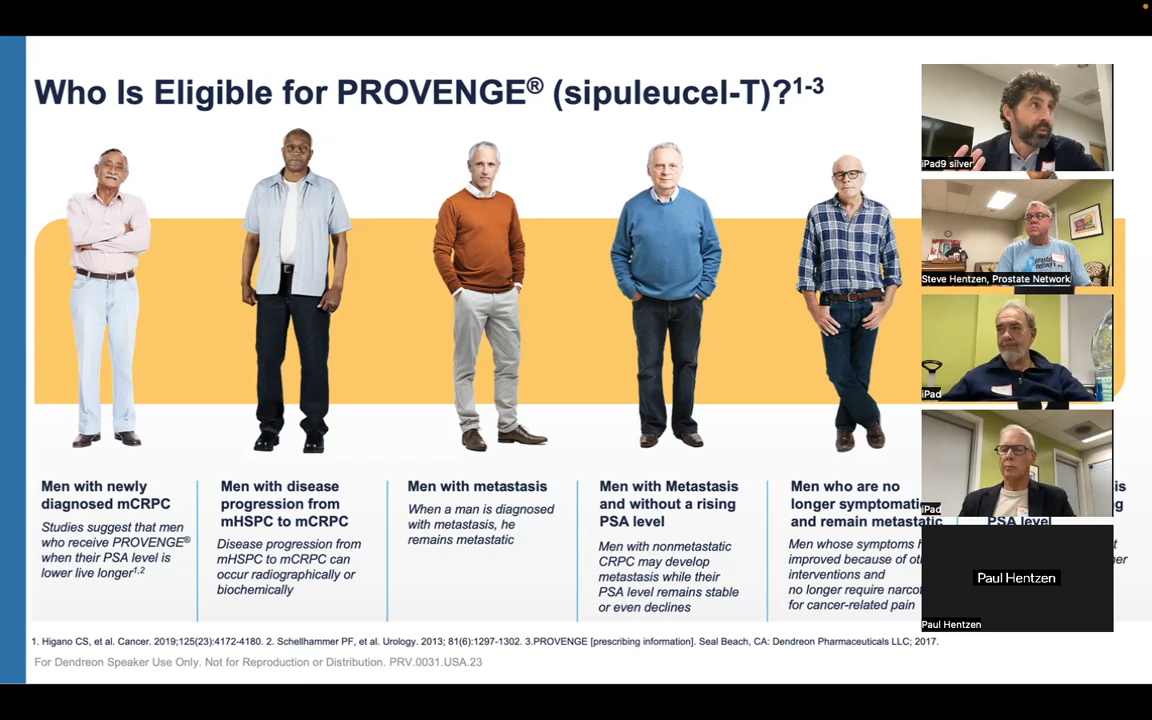 Who Is Eligible for PROVENGE® (sipuleucel-T)?1-3
Men with newly
diagnosed mCRPC
Studies suggest that men
who receive PROVENGE®
when their PSA level is
lower live longer1,2
Men with disease
progression from
mHSPC to mCRPC
Disease progression from
mHSPC to mCRPC can
occur radiographically or
biochemically
Men with metastasis
When a man is diagnosed
with metastasis, he
remains metastatic
Men with Metastasis
and without a rising
PSA level
Men with nonmetastatic
CRPC may develop
metastasis while their
PSA level remains stable
or even declines
Men who are no
longer symptomatic
and remain metastatic
Men whose symptoms
improved because of
interventions and
no longer require
for cancer-related pain
PSA level
1. Higano CS, et al. Cancer. 2019;125(23):4172-4180. 2. Schellhammer PF, et al. Urology. 2013; 81(6):1297-1302. 3.PROVENGE [prescribing information]. Seal Beach, CA: Dendreon Pharmaceuticals LLC; 2017.
For Dendreon Speaker Use Only. Not for Reproduction or Distribution. PRV.0031.USA.23
iPad9 silver
Steve Hentzen, Prostate Network
iPad
iPad
Paul Hentzen
Paul Hentzen